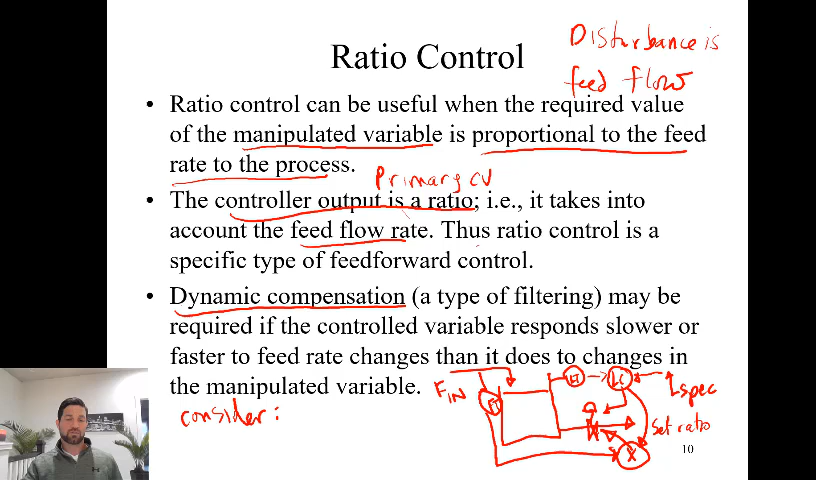 Ratio Control
Disturbance is
feed flow
• Ratio control can be useful when the required value
of the manipulated variable is proportional to the feed
rate to the process.
Primary CV
• The controller output is a ratio; i.e., it takes into
account the feed flow rate. Thus ratio control is a
specific type of feedforward control.
• Dynamic compensation (a type of filtering) may be
required if the controlled variable responds slower or
faster to feed rate changes than it does to changes in
the manipulated variable.
consider:
FIN
FT
LT
LC
Lspec
set ratio
X
10